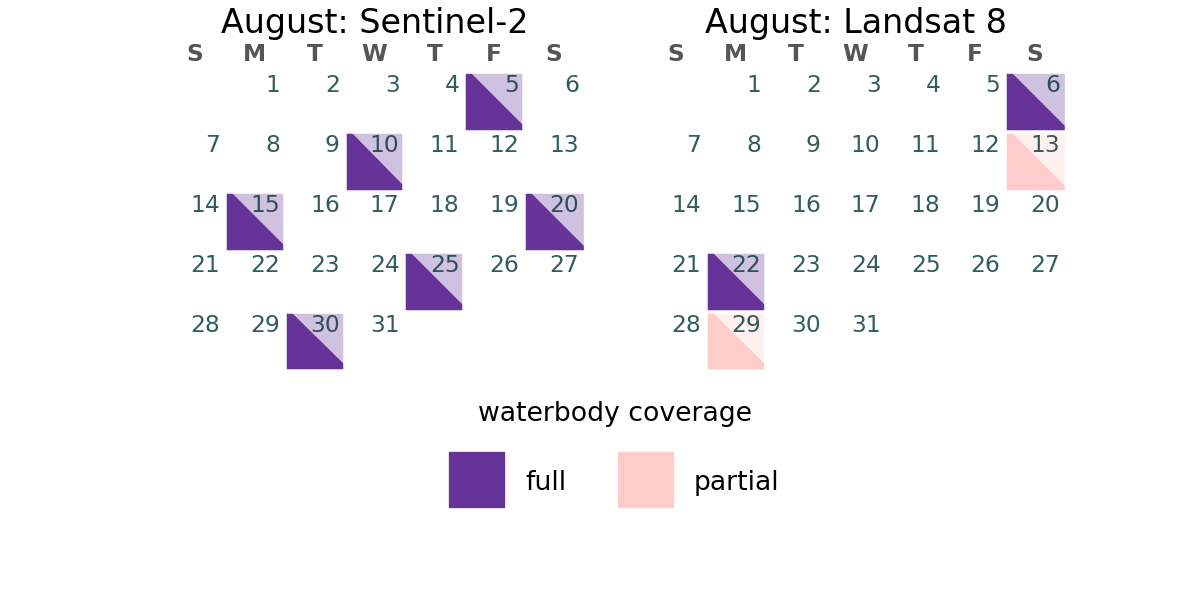 August: Sentinel-2
S M T W T F S
1 2 3 4 5 6
7 8 9 10 11 12 13
14 15 16 17 18 19 20
21 22 23 24 25 26 27
28 29 30 31
August: Landsat 8
S M T W T F S
1 2 3 4 5 6
7 8 9 10 11 12 13
14 15 16 17 18 19 20
21 22 23 24 25 26 27
28 29 30 31
waterbody coverage
full
partial